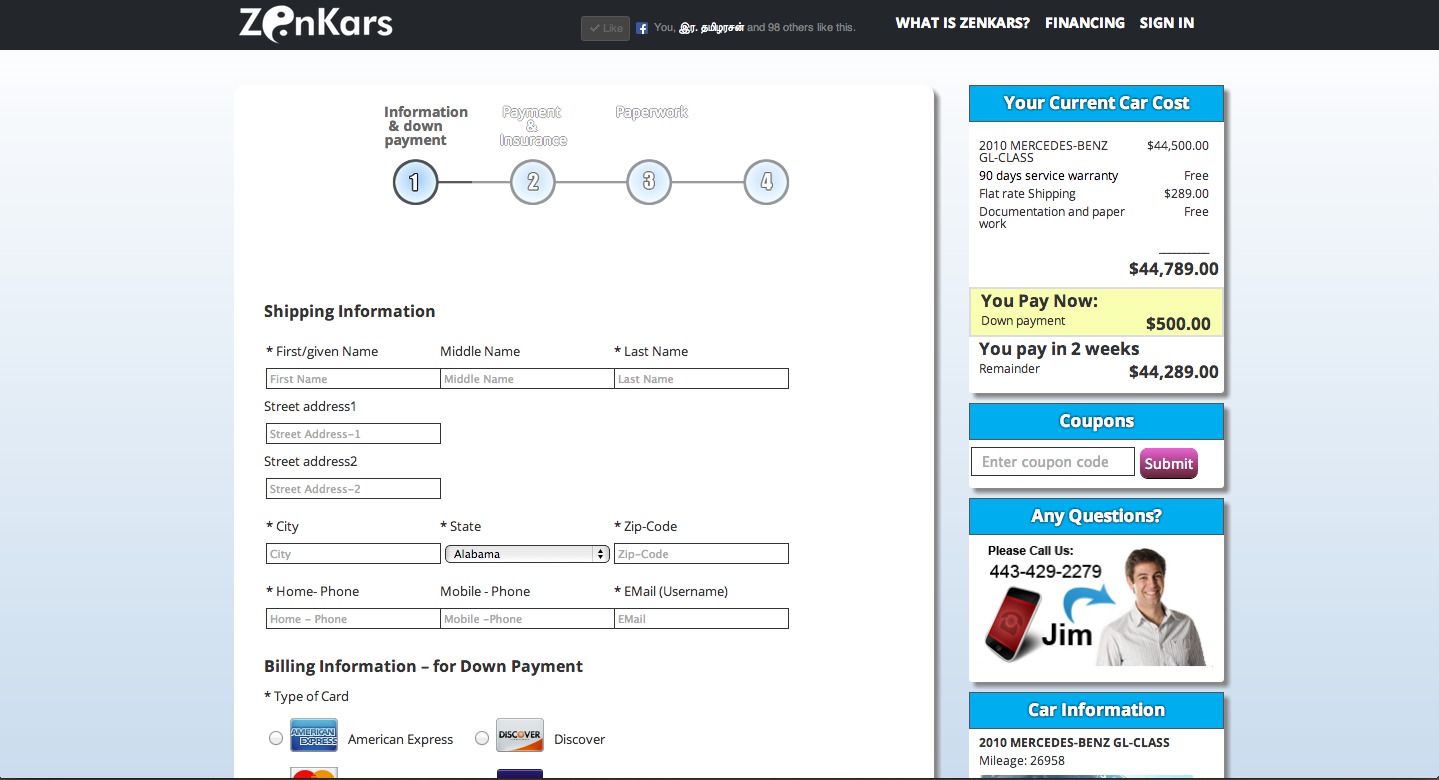 ZenKars
Like
You, இர. தமிழரசன் and 98 others like this.
WHAT IS ZENKARS? FINANCING SIGN IN
Information
& down
payment
Payment
&
Insurance
Paperwork
1 2 3 4
Shipping Information
* First/given Name Middle Name * Last Name
First Name Middle Name Last Name
Street address1
Street Address-1
Street address2
Street Address-2
* City * State * Zip-Code
City Alabama Zip-Code
* Home- Phone Mobile - Phone * EMail (Username)
Home - Phone Mobile -Phone EMail
Billing Information – for Down Payment
* Type of Card
AMERICAN EXPRESS American Express DISCOVER Discover
Your Current Car Cost
2010 MERCEDES-BENZ $44,500.00
GL-CLASS
90 days service warranty Free
Flat rate Shipping $289.00
Documentation and paper Free
work
$44,789.00
You Pay Now:
Down payment $500.00
You pay in 2 weeks
Remainder $44,289.00
Coupons
Enter coupon code Submit
Any Questions?
Please Call Us:
443-429-2279
Jim
Car Information
2010 MERCEDES-BENZ GL-CLASS
Mileage: 26958